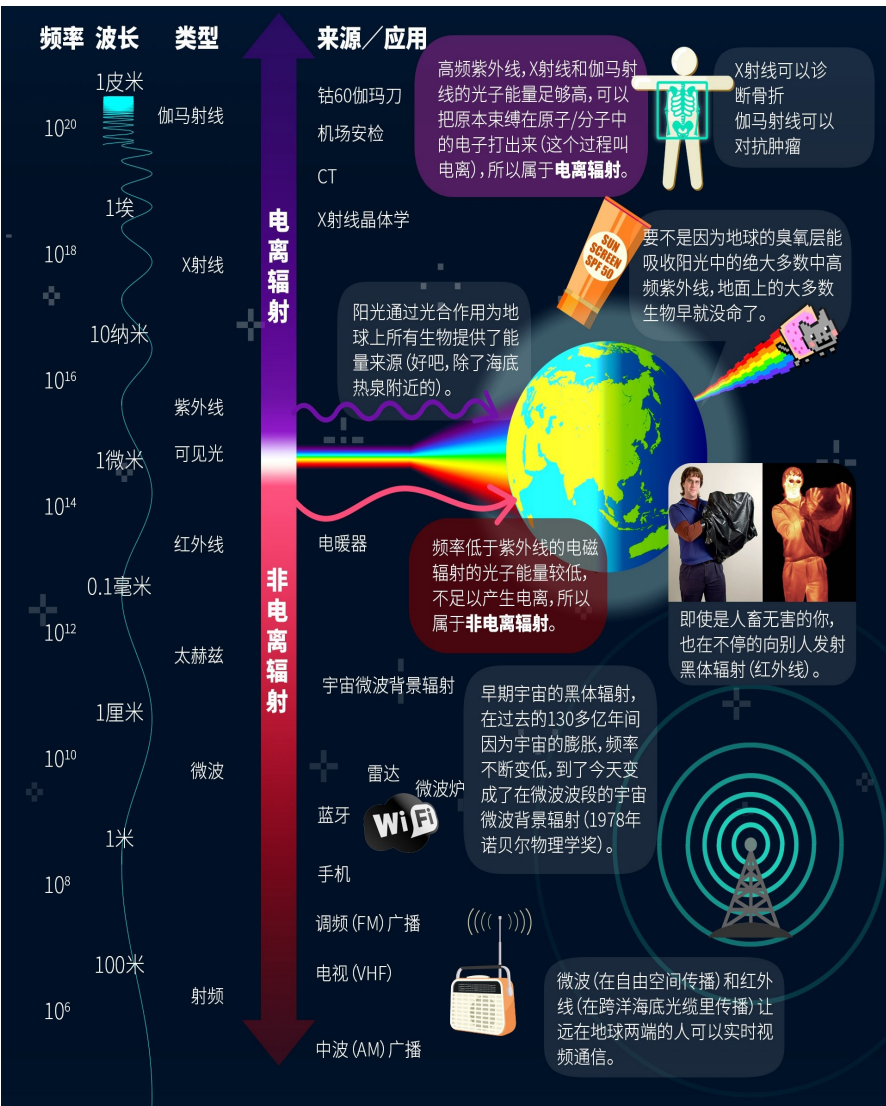 频率 波长 类型 来源／应用
1皮米
10²⁰
伽马射线
1埃
10¹⁸
X射线
10纳米
10¹⁶
紫外线
可见光
1微米
10¹⁴
红外线
0.1毫米
10¹²
太赫兹
1厘米
10¹⁰
微波
1米
10⁸
100米
射频
10⁶
电离辐射
非电离辐射
钴60伽玛刀
机场安检
CT
X射线晶体学
高频紫外线，X射线和伽马射
线的光子能量足够高，可以
把原本束缚在原子/分子中
的电子打出来（这个过程叫
电离），所以属于电离辐射。
X射线可以诊
断骨折
伽马射线可以
对抗肿瘤
SUN
SCREEN
SPF 50
要不是因为地球的臭氧层能
吸收阳光中的绝大多数中高
频紫外线，地面上的大多数
生物早就没命了。
阳光通过光合作用为地
球上所有生物提供了能
量来源（好吧，除了海底
热泉附近的）。
电暖器
频率低于紫外线的电磁
辐射的光子能量较低，
不足以产生电离，所以
属于非电离辐射。
即使是人畜无害的你，
也在不停的向别人发射
黑体辐射（红外线）。
宇宙微波背景辐射
早期宇宙的黑体辐射，
在过去的130多亿年间
因为宇宙的膨胀，频率
不断变低，到了今天变
成了在微波波段的宇宙
微波背景辐射（1978年
诺贝尔物理学奖）。
雷达
微波炉
蓝牙
WiFi
手机
调频（FM）广播
电视（VHF）
中波（AM）广播
微波（在自由空间传播）和红外
线（在跨洋海底光缆里传播）让
远在地球两端的人可以实时视
频通信。